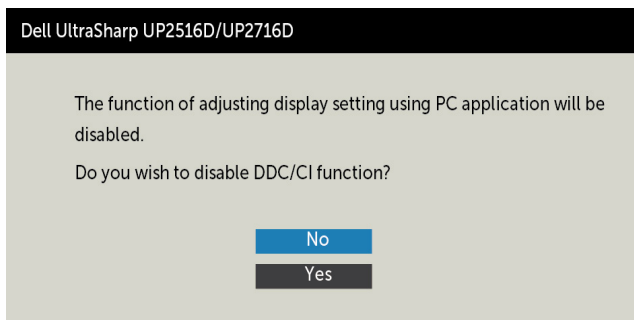 Dell UltraSharp UP2516D/UP2716D
The function of adjusting display setting using PC application will be
disabled.
Do you wish to disable DDC/CI function?
No
Yes